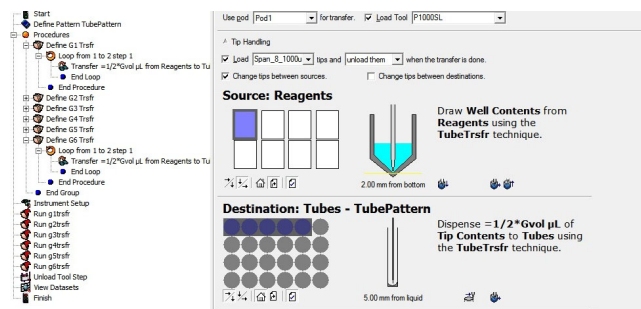 Start
Define Pattern TubePattern
Procedures
Define G1 Trsfr
Loop from 1 to 2 step 1
Transfer =1/2*Gvol µL from Reagents to Tu
End Loop
End Procedure
Define G2 Trsfr
Define G3 Trsfr
Define G4 Trsfr
Define G5 Trsfr
Define G6 Trsfr
Loop from 1 to 2 step 1
Transfer =1/2*Gvol µL from Reagents to Tu
End Loop
End Procedure
End Group
Instrument Setup
Run g1trsfr
Run g2trsfr
Run g3trsfr
Run g4trsfr
Run g5trsfr
Run g6trsfr
Unload Tool Step
View Datasets
Finish
Use pod Pod1 for transfer. Load Tool P1000SL
Tip Handling
Load Span_8_1000u tips and unload them when the transfer is done.
Change tips between sources. Change tips between destinations.
Source: Reagents
Draw Well Contents from
Reagents using the
TubeTrsfr technique.
2.00 mm from bottom
Destination: Tubes - TubePattern
Dispense =1/2*Gvol µL of
Tip Contents to Tubes using
the TubeTrsfr technique.
5.00 mm from liquid